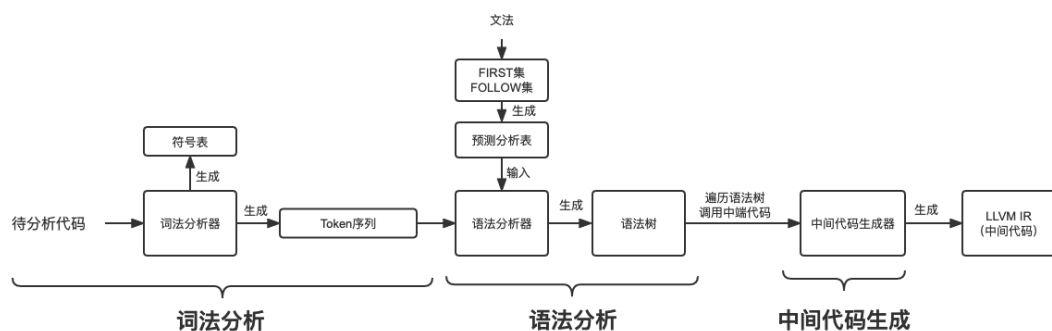 文法
FIRST集
FOLLOW集
生成
预测分析表
输入
符号表
生成
待分析代码
词法分析器
生成
Token序列
语法分析器
生成
语法树
遍历语法树
调用中端代码
中间代码生成器
生成
LLVM IR
(中间代码)
词法分析
语法分析
中间代码生成